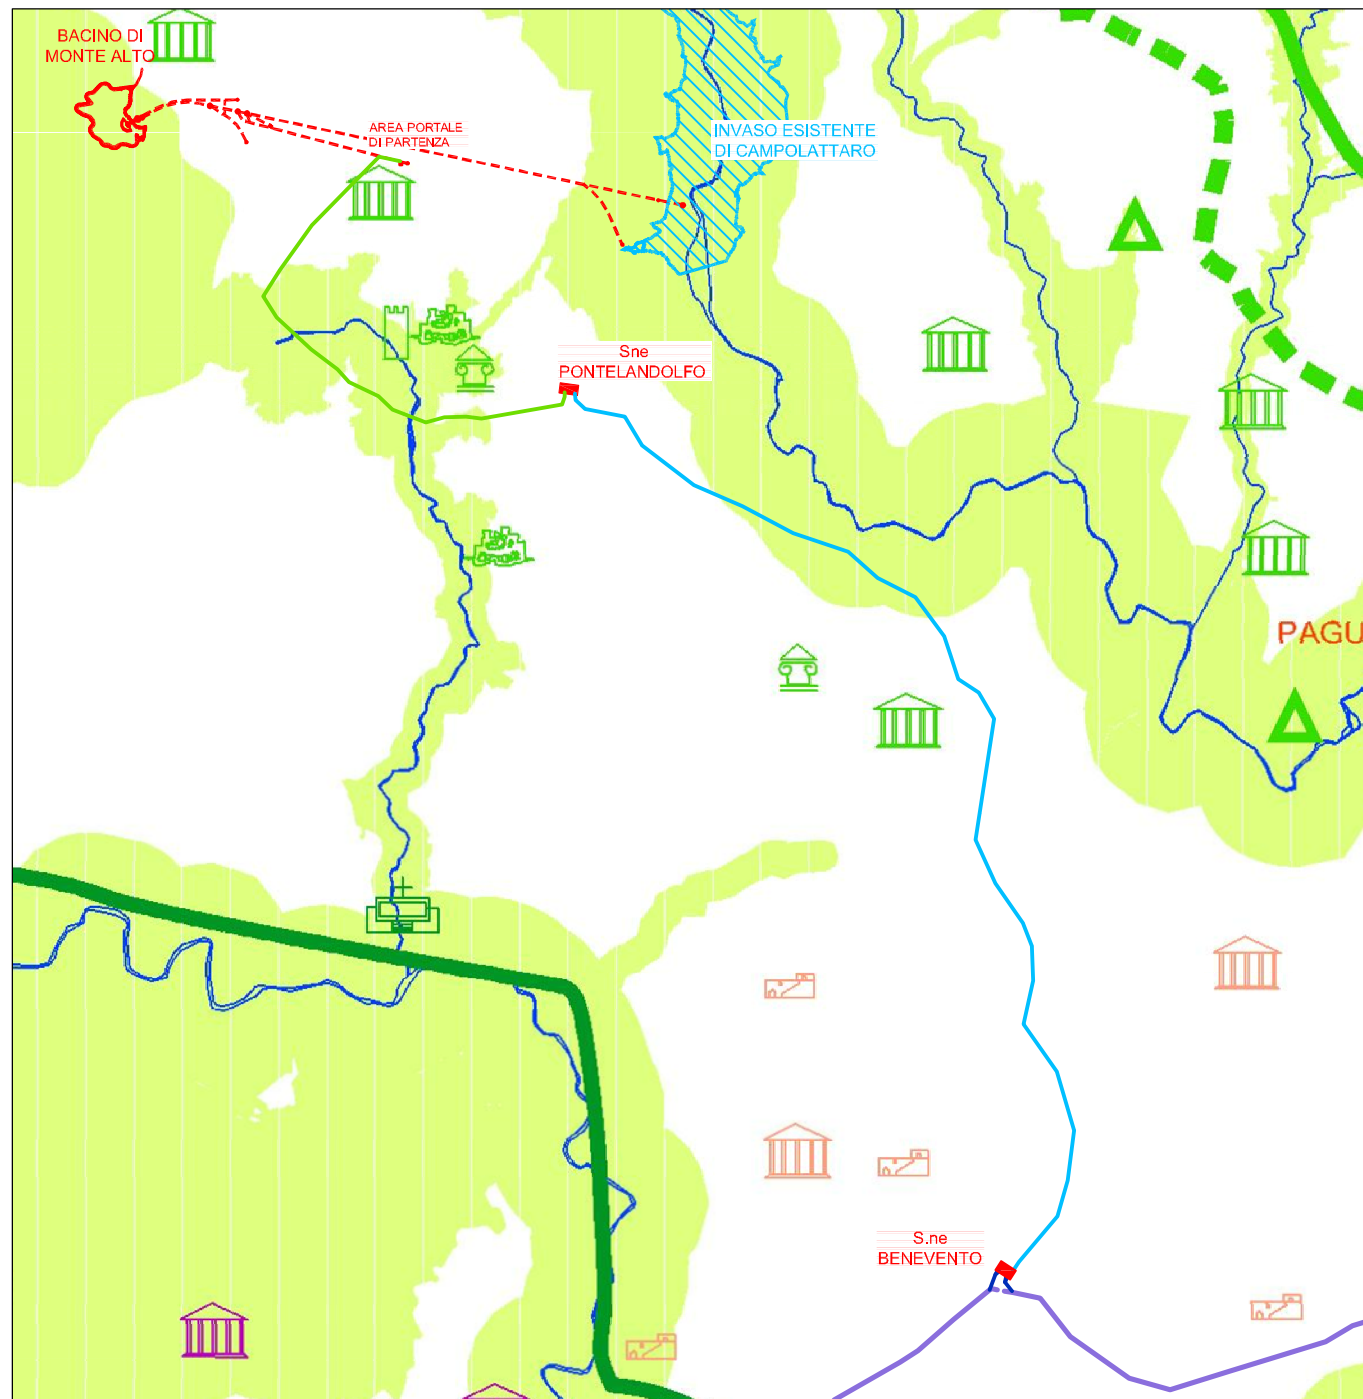 BACINO DI
MONTE ALTO
AREA PORTALE
DI PARTENZA
INVASO ESISTENTE
DI CAMPOLATTARO
Sne
PONTELANDOLFO
PAGU
S.ne
BENEVENTO